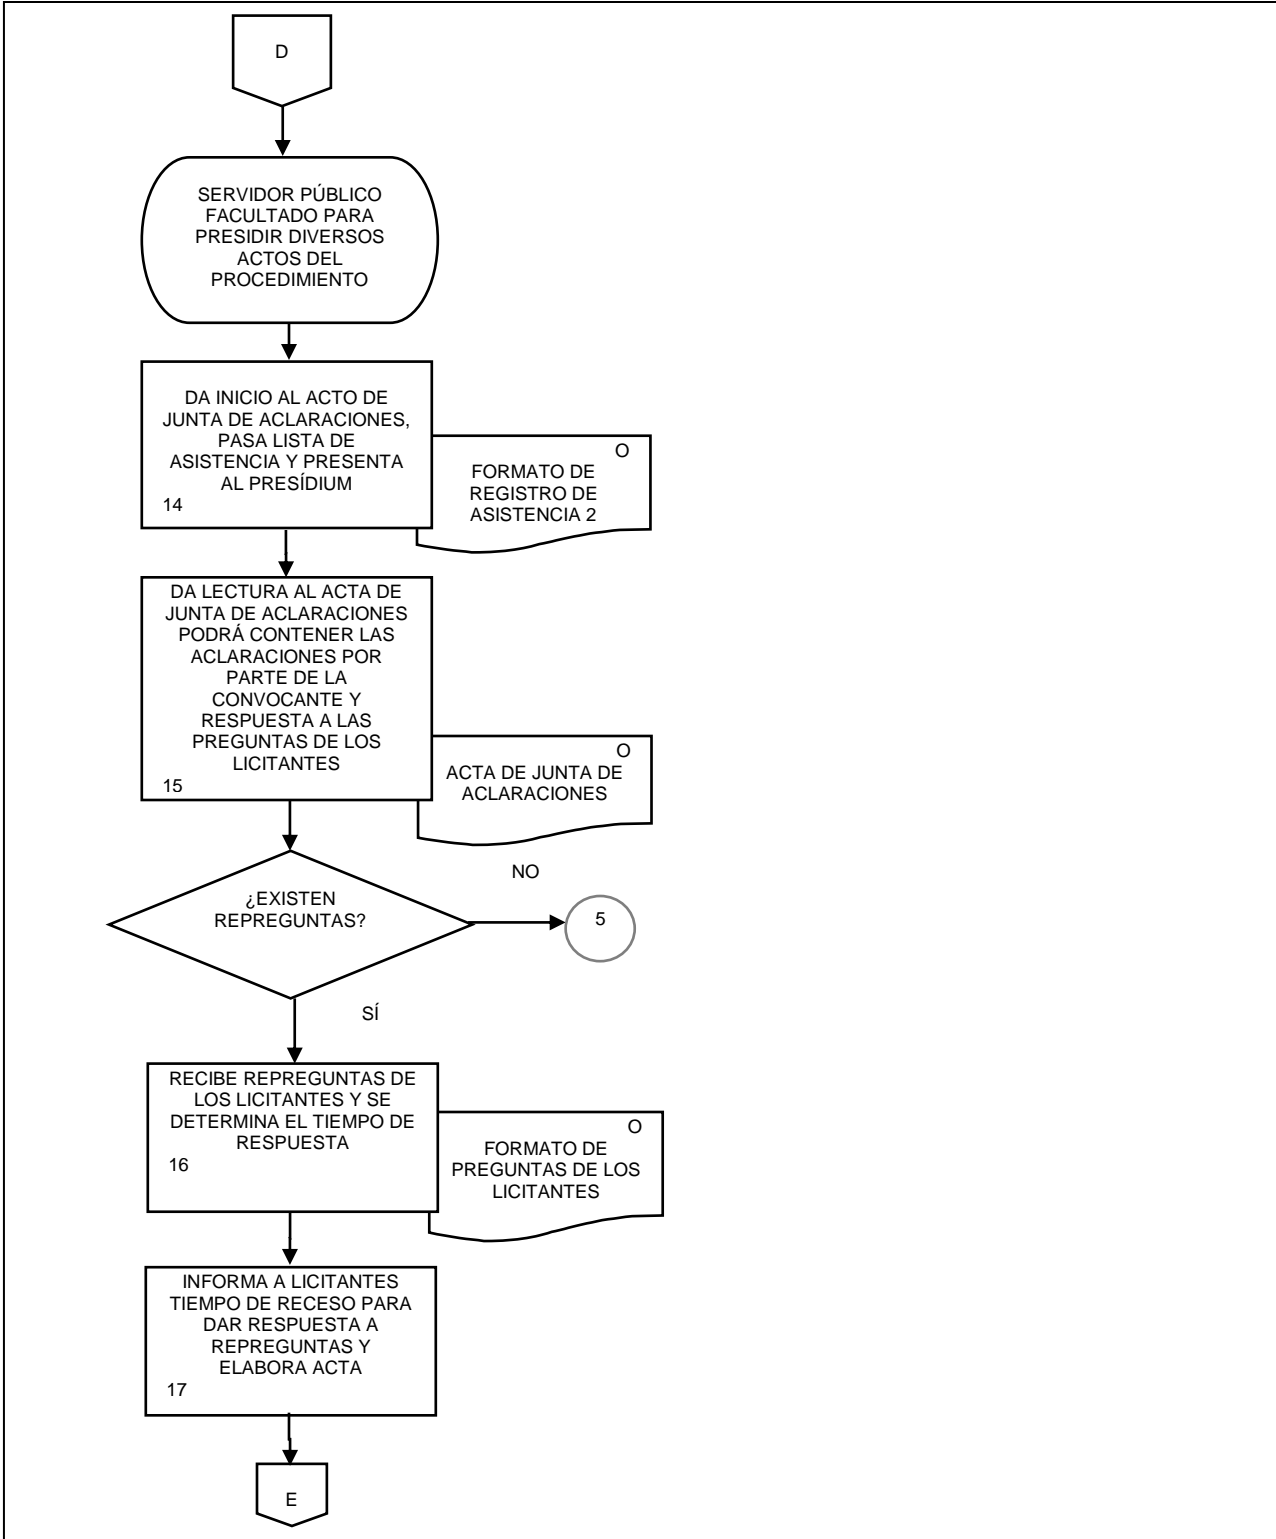 D
SERVIDOR PÚBLICO
FACULTADO PARA
PRESIDIR DIVERSOS
ACTOS DEL
PROCEDIMIENTO
DA INICIO AL ACTO DE
JUNTA DE ACLARACIONES,
PASA LISTA DE
ASISTENCIA Y PRESENTA
AL PRESÍDIUM
14
O
FORMATO DE
REGISTRO DE
ASISTENCIA 2
DA LECTURA AL ACTA DE
JUNTA DE ACLARACIONES
PODRÁ CONTENER LAS
ACLARACIONES POR
PARTE DE LA
CONVOCANTE Y
RESPUESTA A LAS
PREGUNTAS DE LOS
LICITANTES
15
O
ACTA DE JUNTA DE
ACLARACIONES
¿EXISTEN
REPREGUNTAS?
NO
5
SÍ
RECIBE REPREGUNTAS DE
LOS LICITANTES Y SE
DETERMINA EL TIEMPO DE
RESPUESTA
16
O
FORMATO DE
PREGUNTAS DE LOS
LICITANTES
INFORMA A LICITANTES
TIEMPO DE RECESO PARA
DAR RESPUESTA A
REPREGUNTAS Y
ELABORA ACTA
17
E